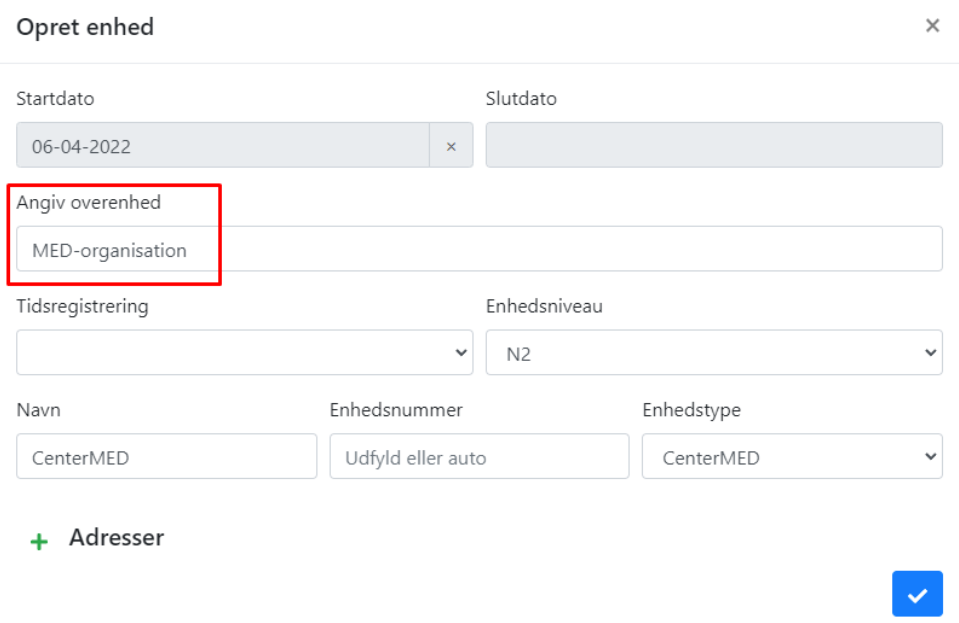 Opret enhed ×
Startdato Slutdato
06-04-2022 ×
Angiv overenhed
MED-organisation
Tidsregistrering Enhedsniveau
N2
Navn Enhedsnummer Enhedstype
CenterMED Udfyld eller auto CenterMED
+ Adresser